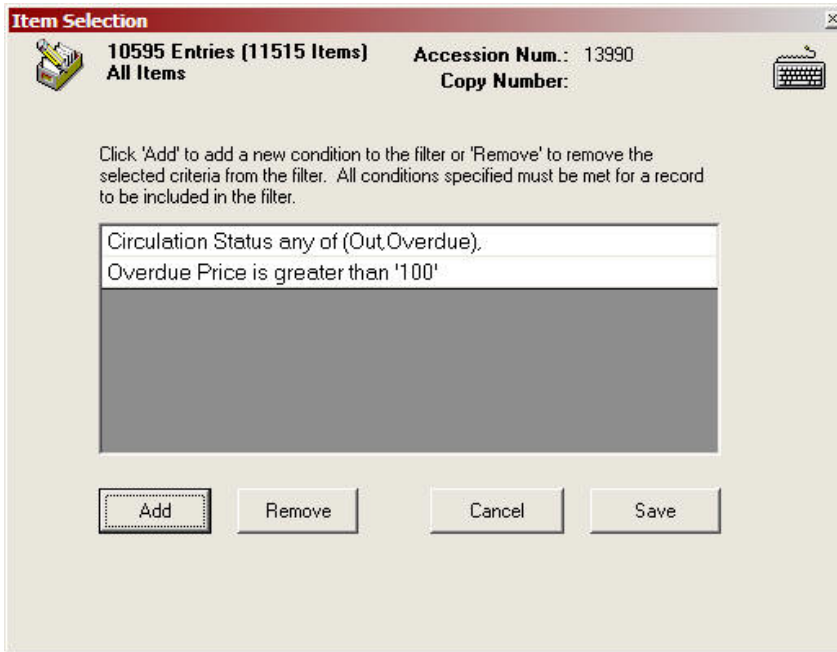 Item Selection
10595 Entries (11515 Items)
All Items
Accession Num.: 13990
Copy Number:
Click 'Add' to add a new condition to the filter or 'Remove' to remove the
selected criteria from the filter. All conditions specified must be met for a record
to be included in the filter.
Circulation Status any of (Out,Overdue),
Overdue Price is greater than '100'
Add
Remove
Cancel
Save